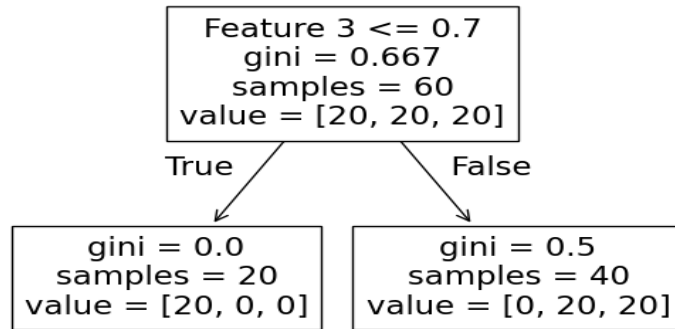 Feature 3 <= 0.7
gini = 0.667
samples = 60
value = [20, 20, 20]
True
False
gini = 0.0
samples = 20
value = [20, 0, 0]
gini = 0.5
samples = 40
value = [0, 20, 20]